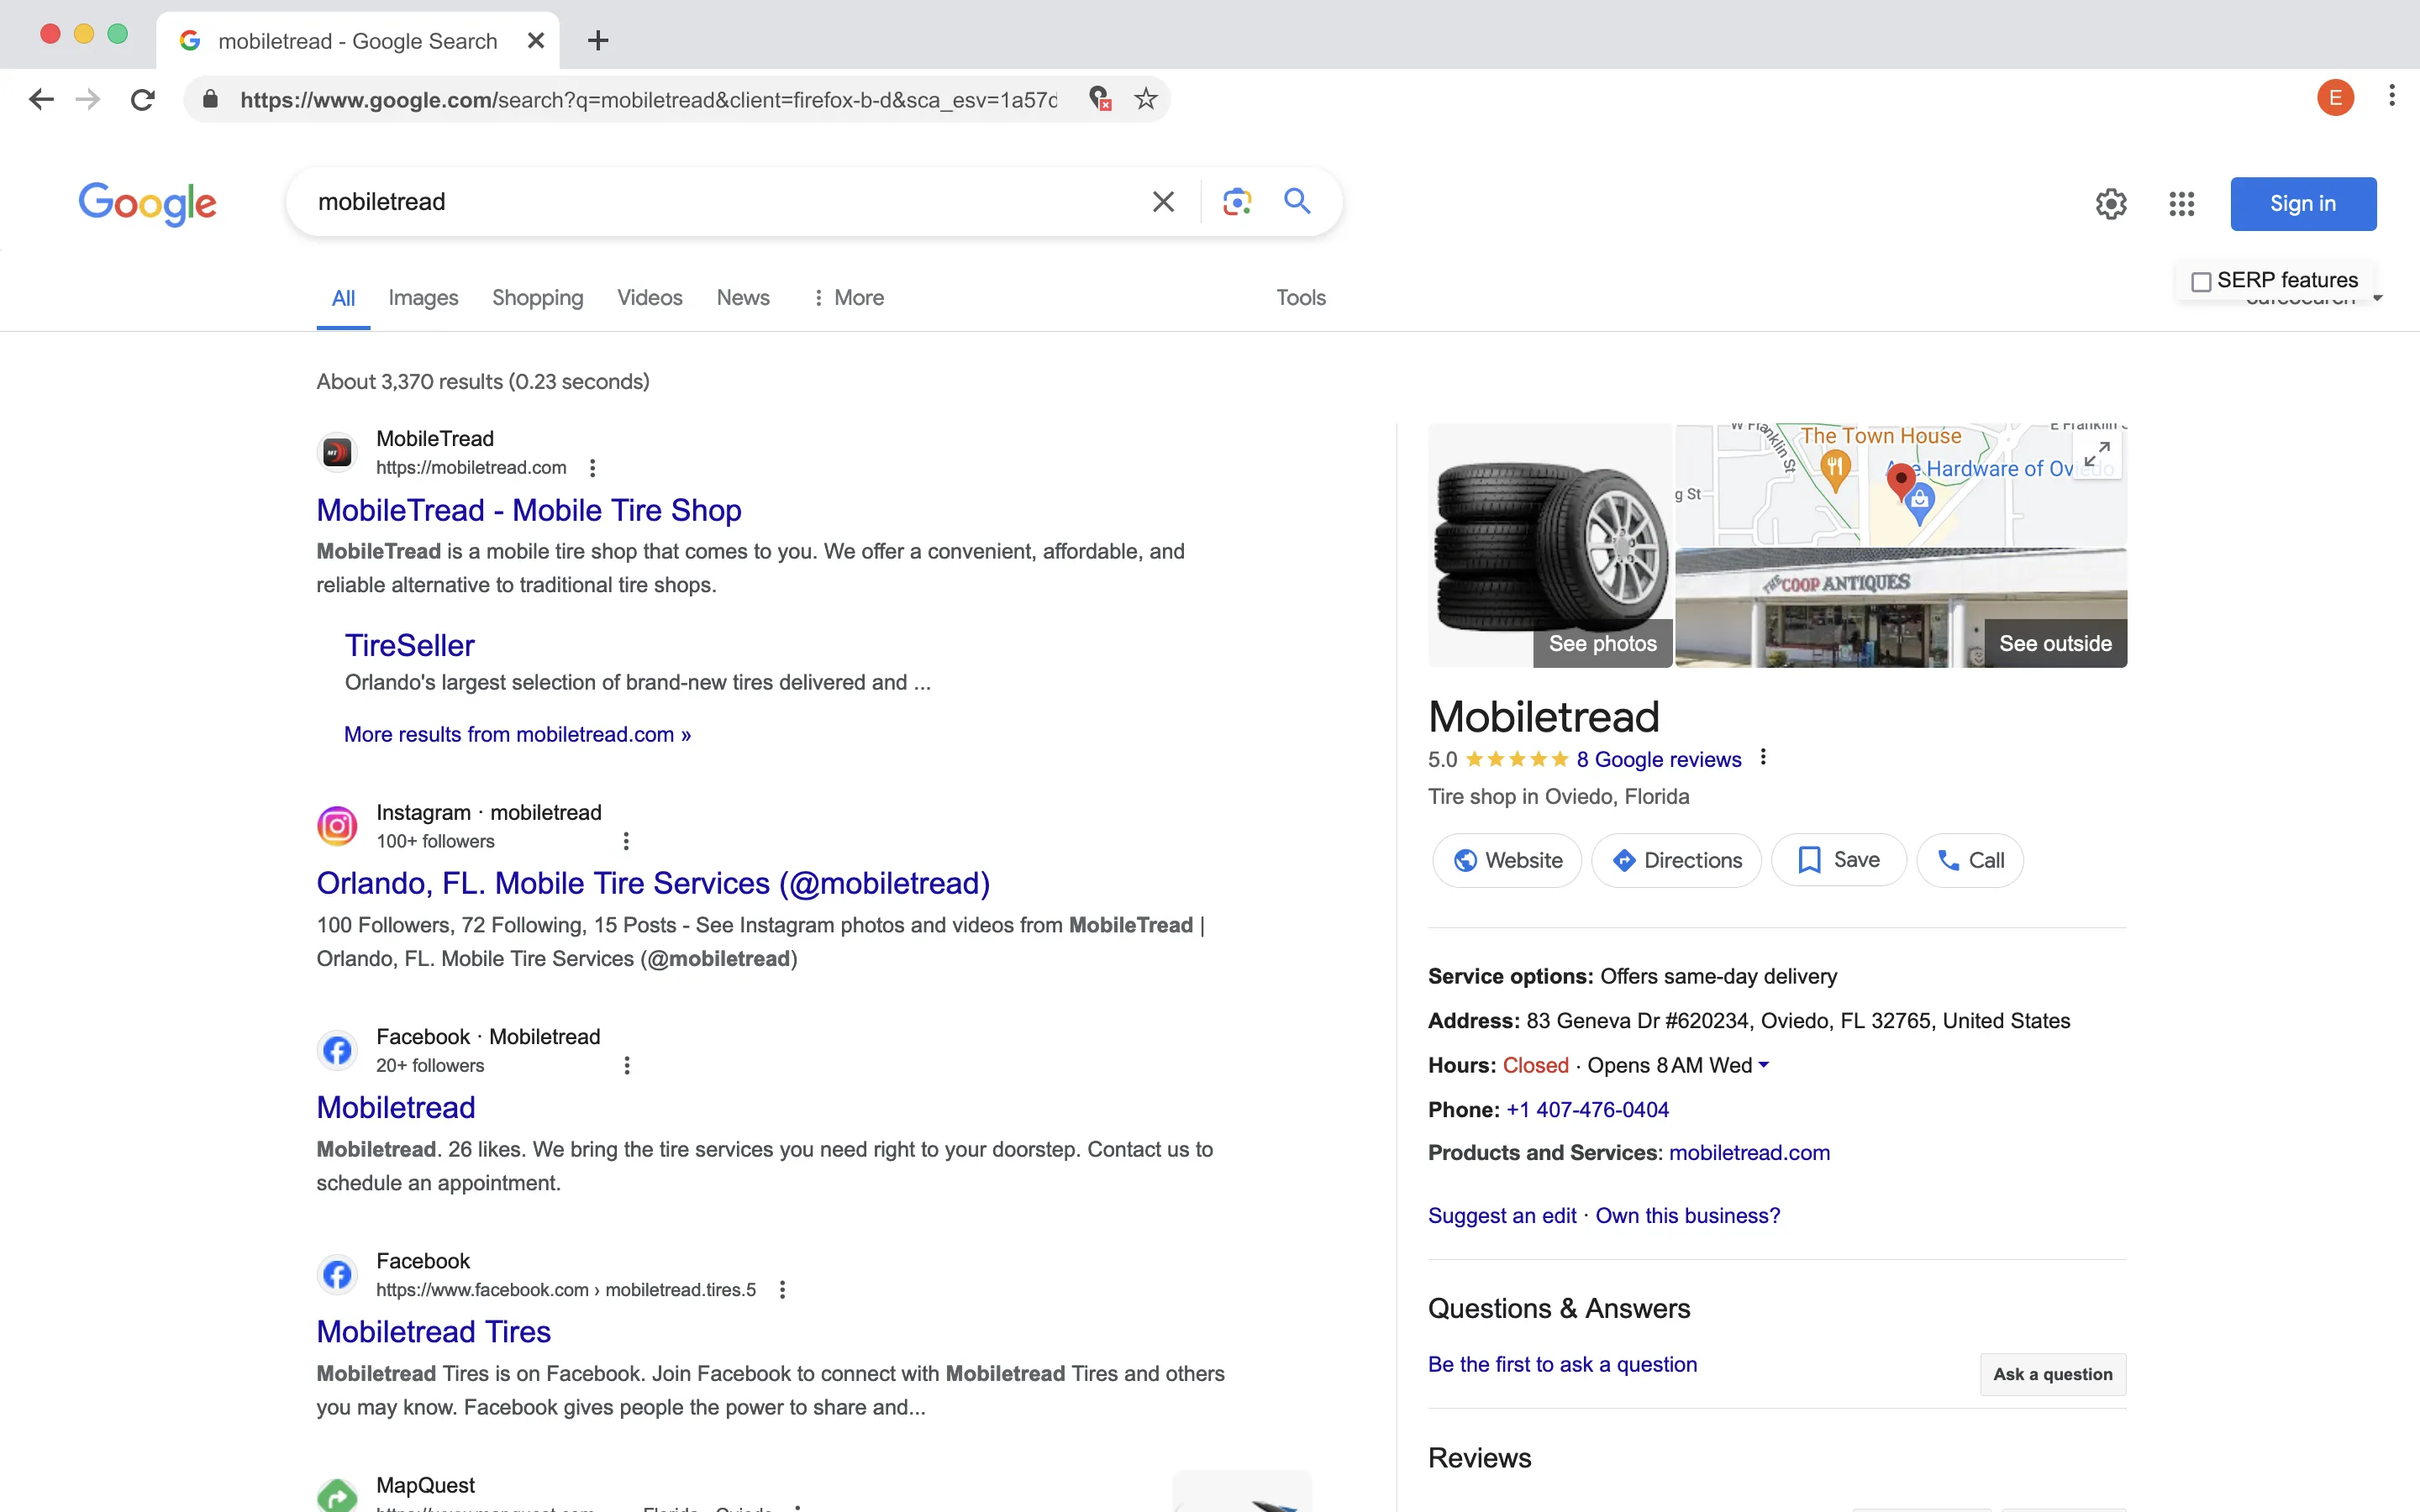 mobiletread - Google Search
https://www.google.com/search?q=mobiletread&client=firefox-b-d&sca_esv=1a57d
E
Google
mobiletread
Sign in
All Images Shopping Videos News More Tools
SERP features
About 3,370 results (0.23 seconds)
MobileTread
https://mobiletread.com
MobileTread - Mobile Tire Shop
MobileTread is a mobile tire shop that comes to you. We offer a convenient, affordable, and
reliable alternative to traditional tire shops.
TireSeller
Orlando's largest selection of brand-new tires delivered and ...
More results from mobiletread.com »
Instagram · mobiletread
100+ followers
Orlando, FL. Mobile Tire Services (@mobiletread)
100 Followers, 72 Following, 15 Posts - See Instagram photos and videos from MobileTread |
Orlando, FL. Mobile Tire Services (@mobiletread)
Facebook · Mobiletread
20+ followers
Mobiletread
Mobiletread. 26 likes. We bring the tire services you need right to your doorstep. Contact us to
schedule an appointment.
Facebook
https://www.facebook.com › mobiletread.tires.5
Mobiletread Tires
Mobiletread Tires is on Facebook. Join Facebook to connect with Mobiletread Tires and others
you may know. Facebook gives people the power to share and...
MapQuest
W Franklin St
The Town House
Ace Hardware of Oviedo
g St
THE COOP ANTIQUES
See photos
See outside
Mobiletread
5.0 8 Google reviews
Tire shop in Oviedo, Florida
Website Directions Save Call
Service options: Offers same-day delivery
Address: 83 Geneva Dr #620234, Oviedo, FL 32765, United States
Hours: Closed · Opens 8 AM Wed
Phone: +1 407-476-0404
Products and Services: mobiletread.com
Suggest an edit · Own this business?
Questions & Answers
Be the first to ask a question
Ask a question
Reviews